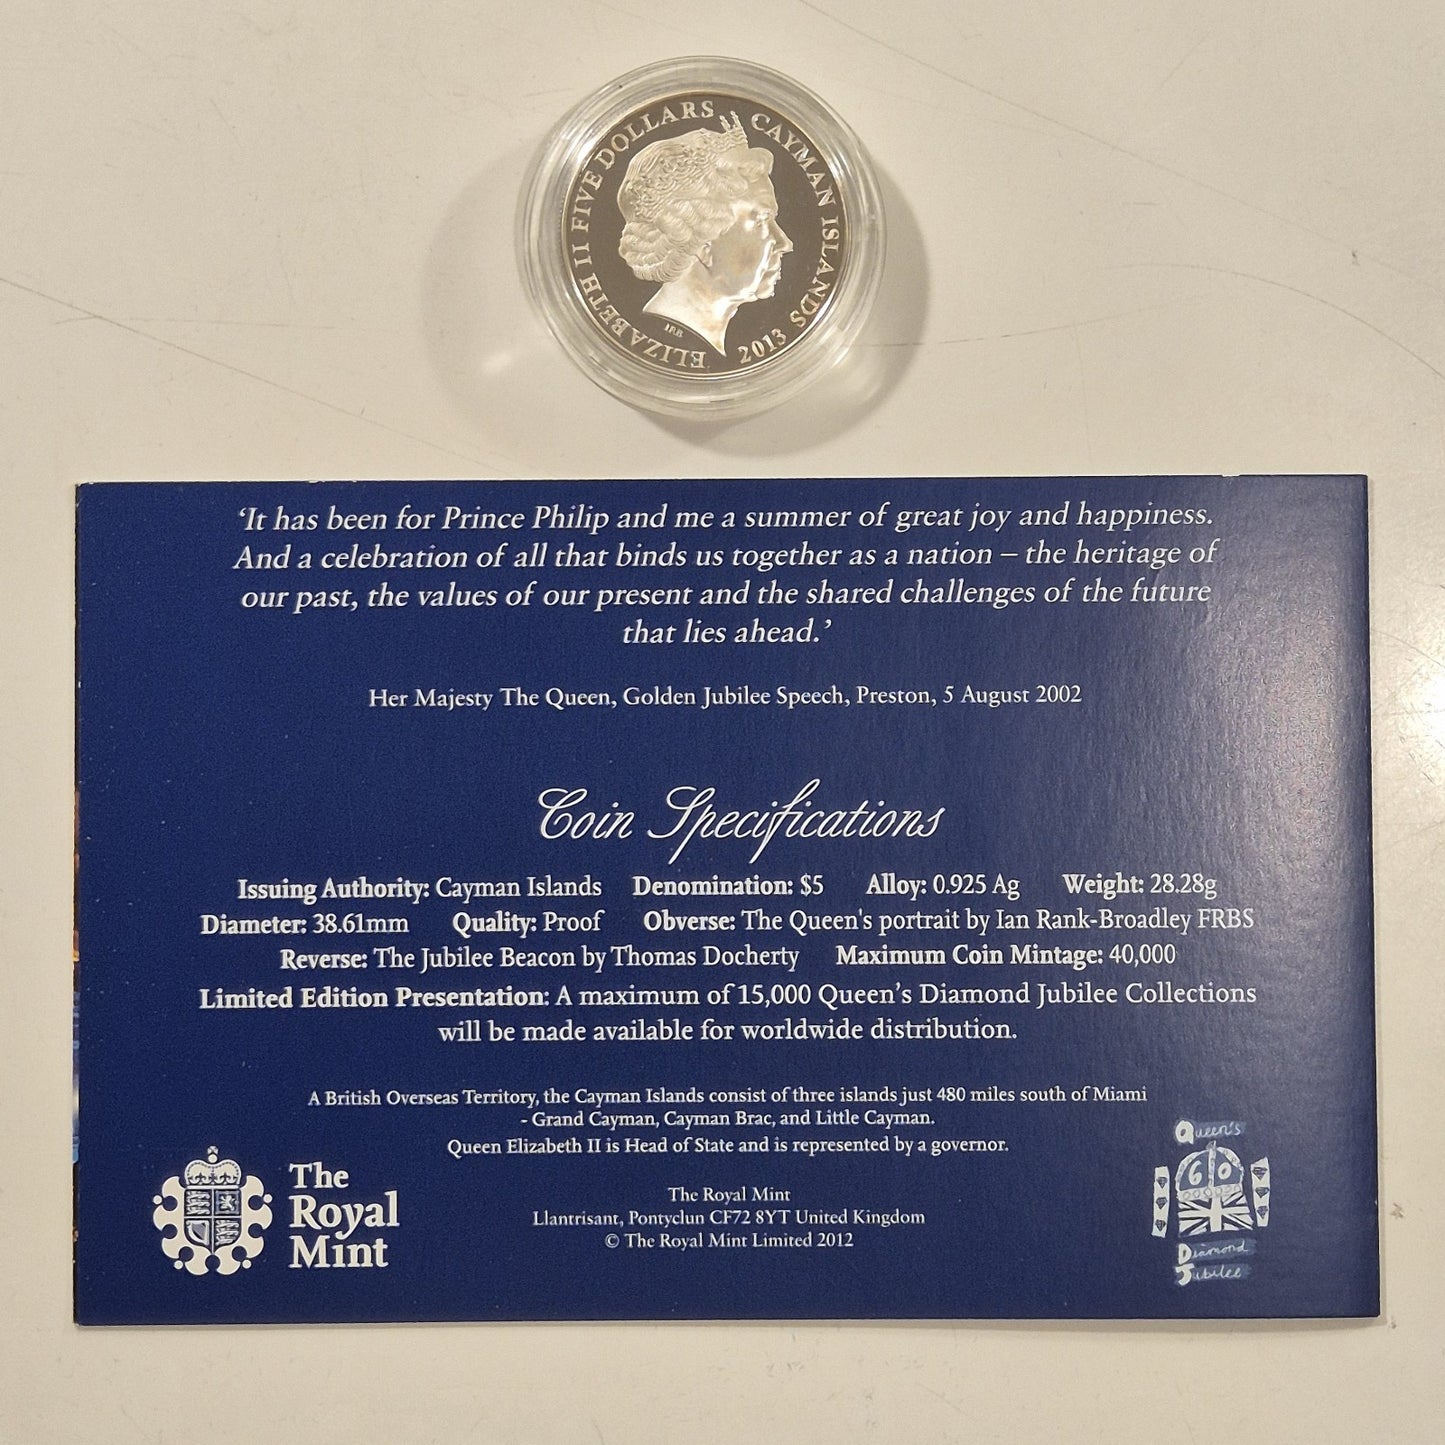 ELIZABETH II FIVE DOLLARS CAYMAN ISLANDS 2013
IRB
‘It has been for Prince Philip and me a summer of great joy and happiness.
And a celebration of all that binds us together as a nation – the heritage of
our past, the values of our present and the shared challenges of the future
that lies ahead.’
Her Majesty The Queen, Golden Jubilee Speech, Preston, 5 August 2002
Coin Specifications
Issuing Authority: Cayman Islands Denomination: $5 Alloy: 0.925 Ag Weight: 28.28g
Diameter: 38.61mm Quality: Proof Obverse: The Queen's portrait by Ian Rank-Broadley FRBS
Reverse: The Jubilee Beacon by Thomas Docherty Maximum Coin Mintage: 40,000
Limited Edition Presentation: A maximum of 15,000 Queen’s Diamond Jubilee Collections
will be made available for worldwide distribution.
A British Overseas Territory, the Cayman Islands consist of three islands just 480 miles south of Miami
- Grand Cayman, Cayman Brac, and Little Cayman.
Queen Elizabeth II is Head of State and is represented by a governor.
The
Royal
Mint
The Royal Mint
Llantrisant, Pontyclun CF72 8YT United Kingdom
© The Royal Mint Limited 2012
Queen's
60
Diamond
Jubilee